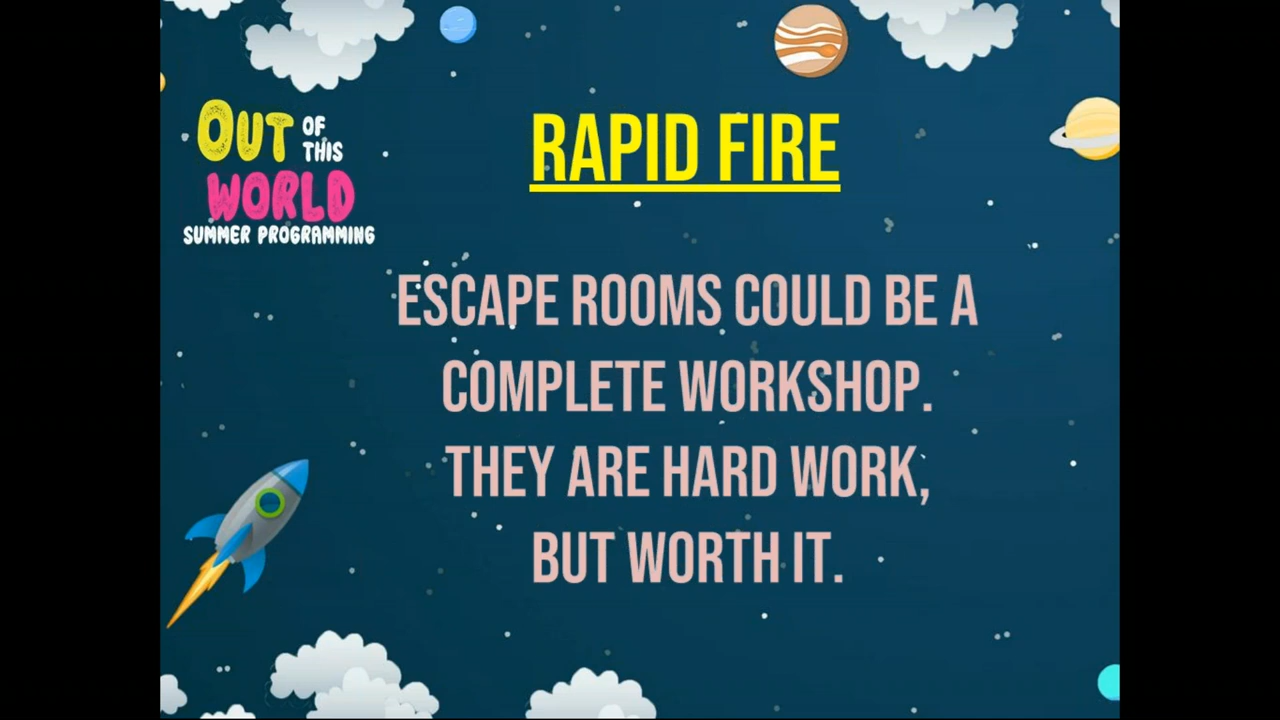 OUT OF THIS
WORLD
SUMMER PROGRAMMING
RAPID FIRE
ESCAPE ROOMS COULD BE A
COMPLETE WORKSHOP.
THEY ARE HARD WORK,
BUT WORTH IT.